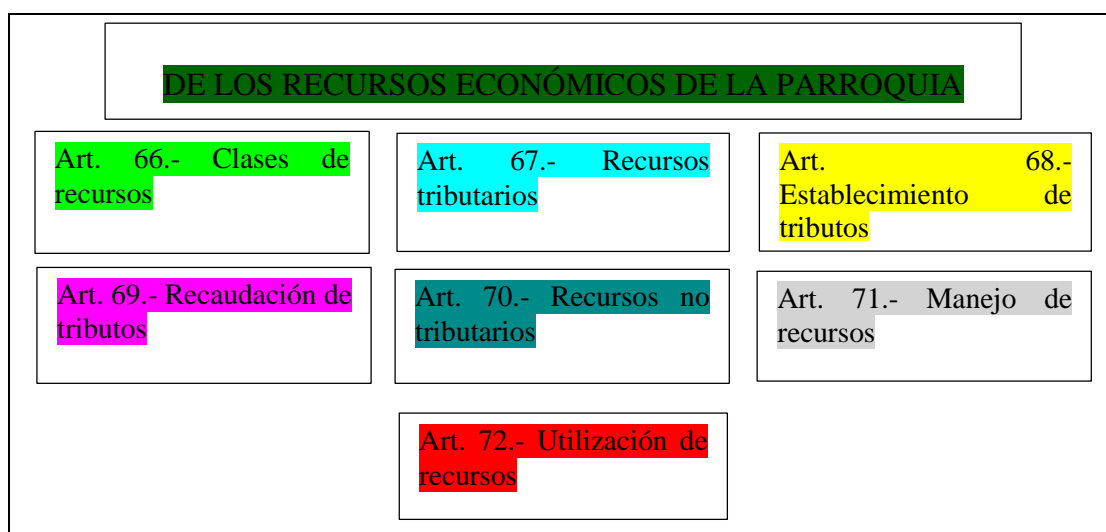 DE LOS RECURSOS ECONÓMICOS DE LA PARROQUIA
Art. 66.- Clases de
recursos
Art. 67.- Recursos
tributarios
Art. 68.-
Establecimiento de
tributos
Art. 69.- Recaudación de
tributos
Art. 70.- Recursos no
tributarios
Art. 71.- Manejo de
recursos
Art. 72.- Utilización de
recursos